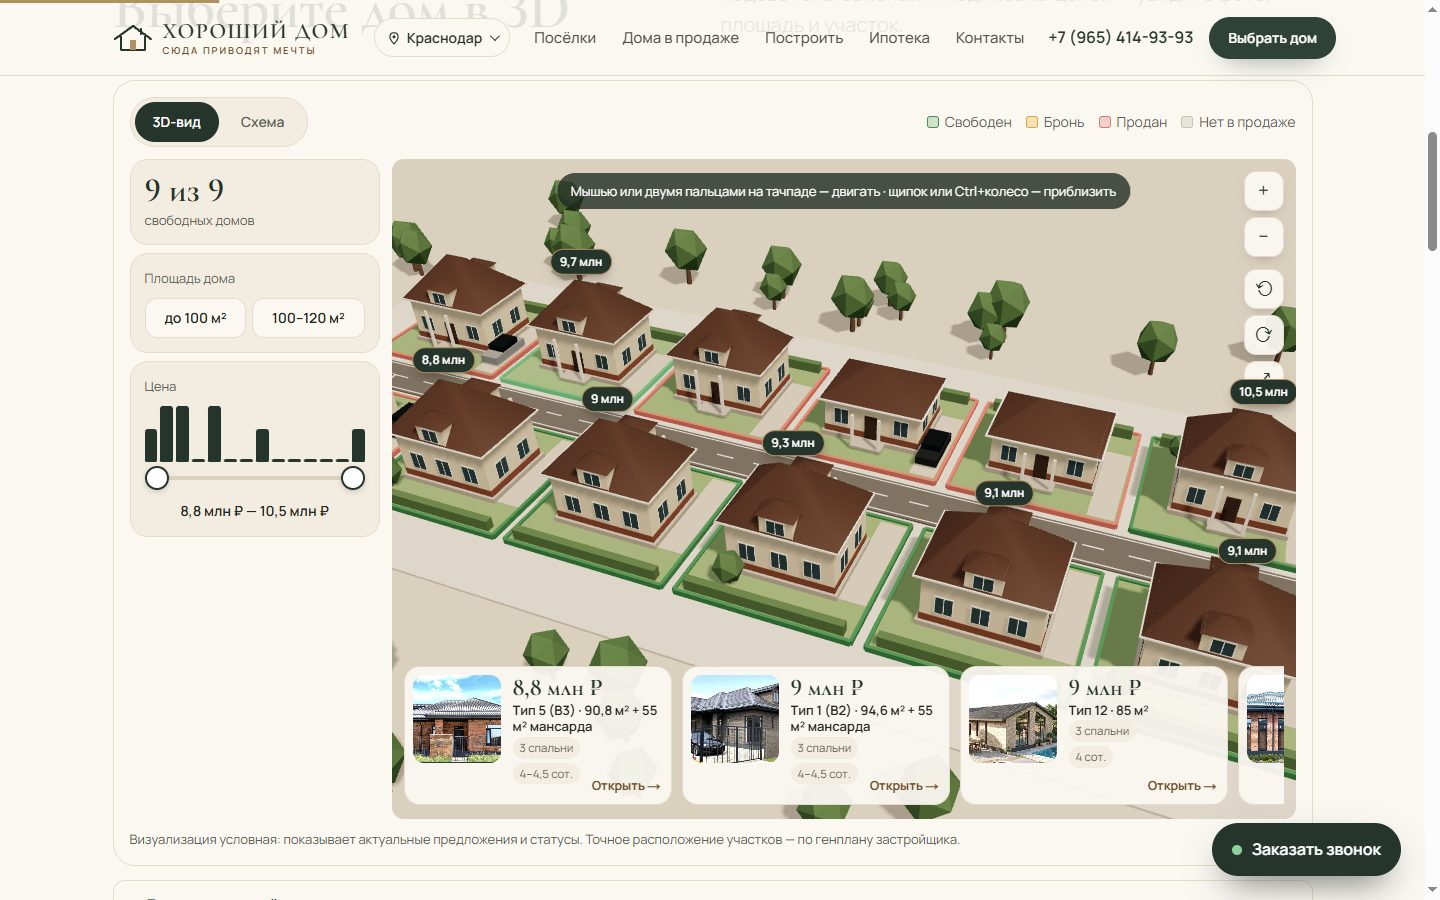 Выберите дом в 3D
площадь и участок.
ХОРОШИЙ ДОМ
СЮДА ПРИВОДЯТ МЕЧТЫ
Краснодар
Посёлки
Дома в продаже
Построить
Ипотека
Контакты
+7 (965) 414-93-93
Выбрать дом
3D-вид
Схема
Свободен
Бронь
Продан
Нет в продаже
9 из 9
свободных домов
Площадь дома
до 100 м²
100–120 м²
Цена
8,8 млн ₽ — 10,5 млн ₽
Мышью или двумя пальцами на тачпаде — двигать · щипок или Ctrl+колесо — приблизить
+
−
9,7 млн
8,8 млн
9 млн
10,5 млн
9,3 млн
9,1 млн
9,1 млн
8,8 млн ₽
Тип 5 (В3) · 90,8 м² + 55
м² мансарда
3 спальни
4–4,5 сот.
Открыть →
9 млн ₽
Тип 1 (В2) · 94,6 м² + 55
м² мансарда
3 спальни
4–4,5 сот.
Открыть →
9 млн ₽
Тип 12 · 85 м²
3 спальни
4 сот.
Открыть →
Визуализация условная: показывает актуальные предложения и статусы. Точное расположение участков — по генплану застройщика.
Заказать звонок